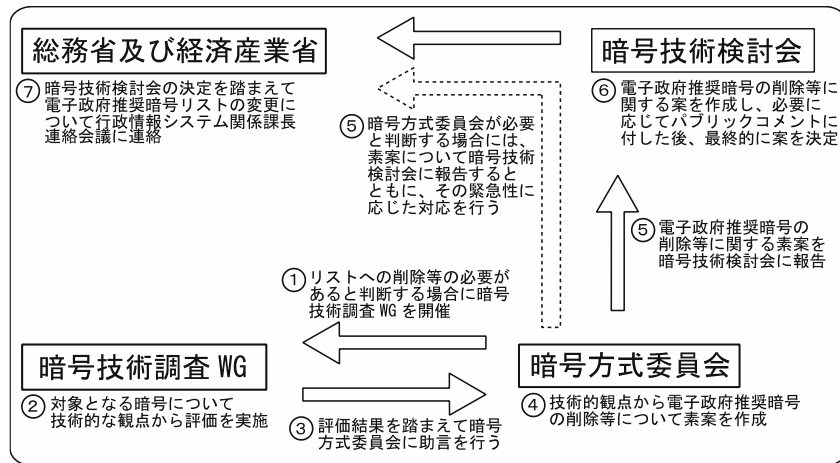 総務省及び経済産業省
暗号技術検討会
⑦ 暗号技術検討会の決定を踏まえて
電子政府推奨暗号リストの変更に
ついて行政情報システム関係課長
連絡会議に連絡
⑤ 暗号方式委員会が必要
と判断する場合には、
素案について暗号技術
検討会に報告すると
ともに、その緊急性に
応じた対応を行う
⑥ 電子政府推奨暗号の削除等に
関する案を作成し、必要に
応じてパブリックコメントに
付した後、最終的に案を決定
⑤ 電子政府推奨暗号の
削除等に関する素案を
暗号技術検討会に報告
① リストへの削除等の必要が
あると判断する場合に暗号
技術調査 WG を開催
暗号技術調査 WG
② 対象となる暗号について
技術的な観点から評価を実施
③ 評価結果を踏まえて暗号
方式委員会に助言を行う
暗号方式委員会
④ 技術的観点から電子政府推奨暗号
の削除等について素案を作成